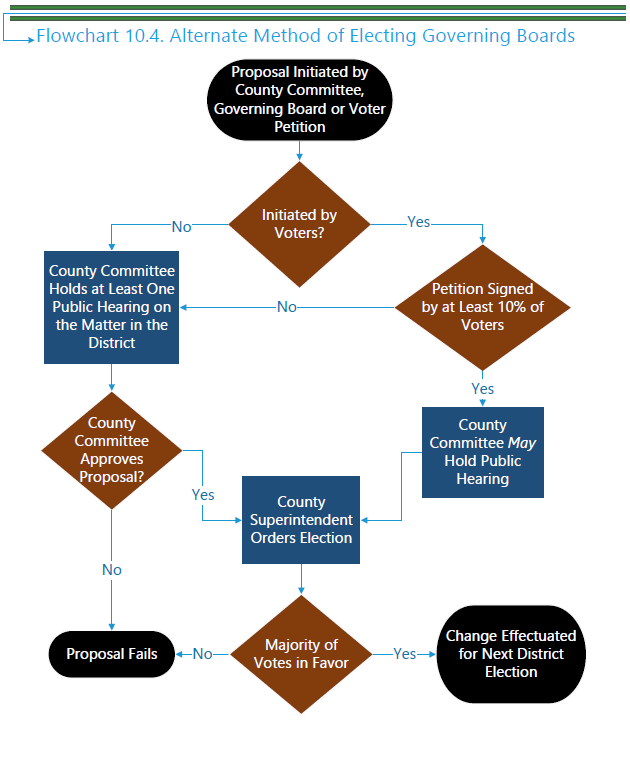 Flowchart 10.4. Alternate Method of Electing Governing Boards
Proposal Initiated by
County Committee,
Governing Board or Voter
Petition
Initiated by
Voters?
No
Yes
County Committee
Holds at Least One
Public Hearing on
the Matter in the
District
Petition Signed
by at Least 10% of
Voters
No
Yes
County
Committee May
Hold Public
Hearing
County
Committee
Approves
Proposal?
Yes
No
County
Superintendent
Orders Election
Majority of
Votes in Favor
No
Yes
Proposal Fails
Change Effectuated
for Next District
Election